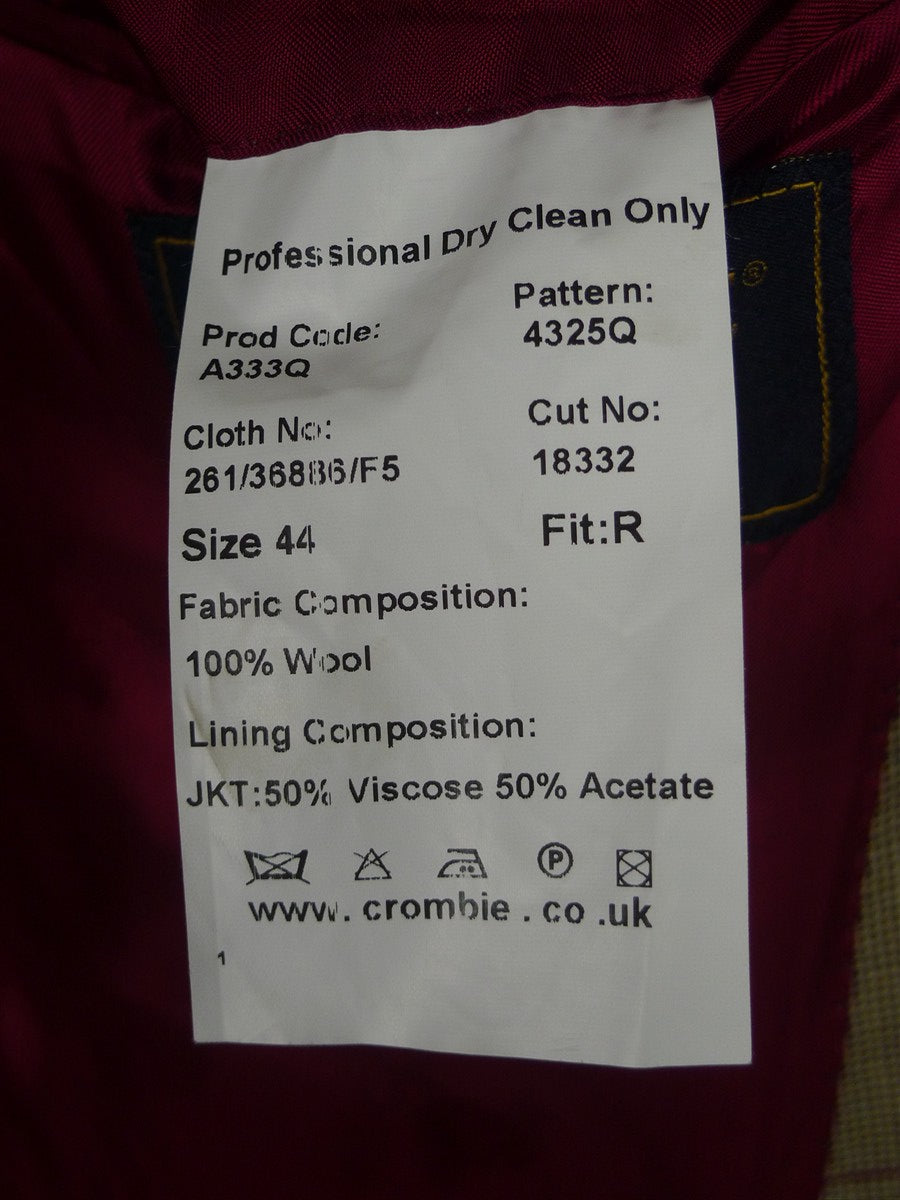 Professional Dry Clean Only
Prod Code: Pattern:
A333Q 4325Q
Cloth No: Cut No:
261/36886/F5 18332
Size 44 Fit:R
Fabric Composition:
100% Wool
Lining Composition:
JKT:50% Viscose 50% Acetate
P
www.crombie.co.uk
1